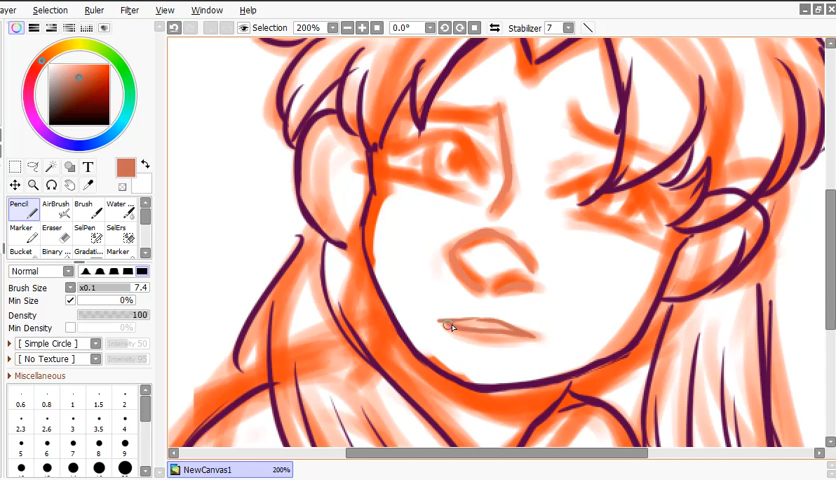 ayer Selection Ruler Filter View Window Help
Selection 200% 0.0° Stabilizer 7
T
Pencil AirBrush Brush Water ...
Marker Eraser SelPen SelErs
Bucket Binary ... Gradati... Marker
Normal
Brush Size x0.1 7.4
Min Size 0%
Density 100
Min Density 0%
[ Simple Circle ] Intensity 50
[ No Texture ] Intensity 95
Miscellaneous
0.6 0.8 1 1.5 2
2.3 2.6 3 3.5 4
5 6 7 8 9
NewCanvas1 200%